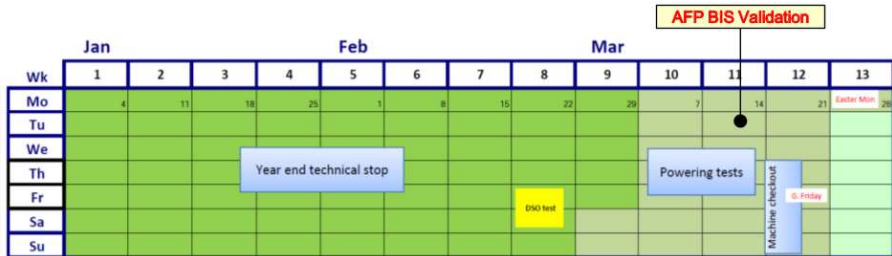 AFP BIS Validation
Jan Feb Mar
Wk 1 2 3 4 5 6 7 8 9 10 11 12 13
Mo 4 11 18 25 1 8 15 22 29 7 14 21 Easter Mon 28
Tu
We
Th Year end technical stop Powering tests
Fr DSO test G. Friday
Machine checkout
Sa
Su